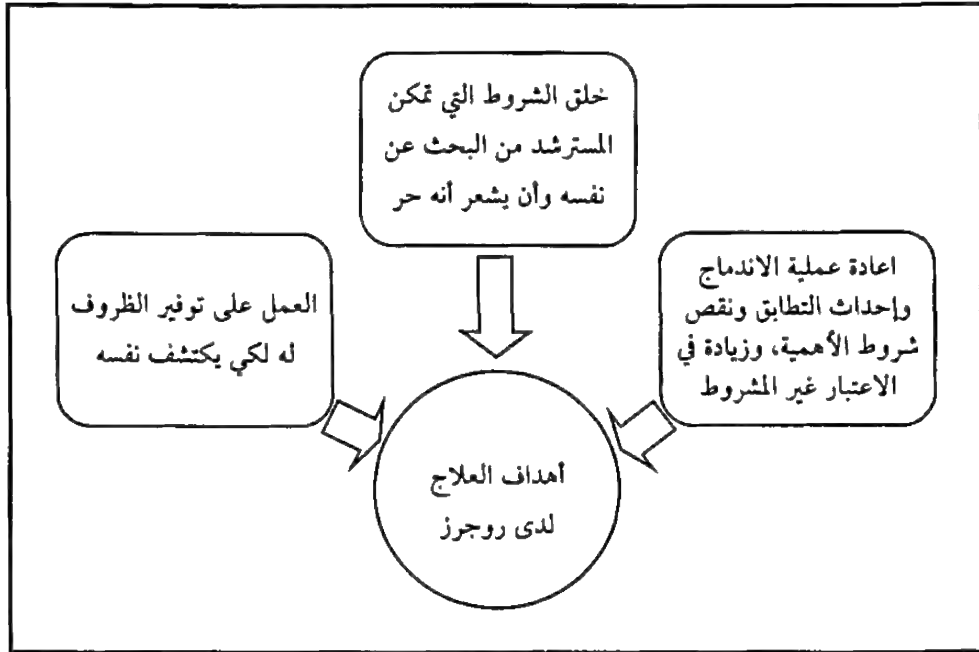 خلق الشروط التي تمكن
المسترشد من البحث عن
نفسه وأن يشعر أنه حر
اعادة عملية الاندماج
وإحداث التطابق ونقص
شروط الأهمية، وزيادة في
الاعتبار غير المشروط
العمل على توفير الظروف
له لكي يكتشف نفسه
أهداف العلاج
لدى روجرز